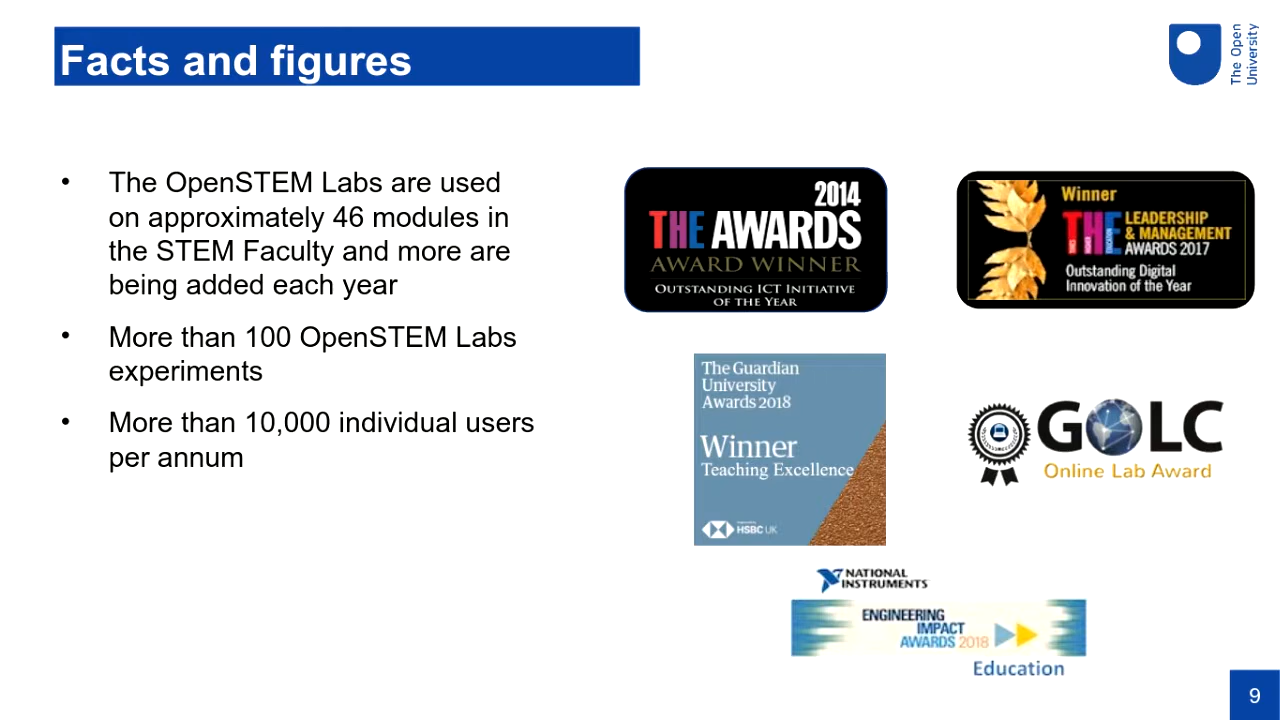 Facts and figures
The Open
University
• The OpenSTEM Labs are used
on approximately 46 modules in
the STEM Faculty and more are
being added each year
• More than 100 OpenSTEM Labs
experiments
• More than 10,000 individual users
per annum
2014
THE AWARDS
AWARD WINNER
OUTSTANDING ICT INITIATIVE
OF THE YEAR
Winner
THE LEADERSHIP
& MANAGEMENT
AWARDS 2017
Outstanding Digital
Innovation of the Year
The Guardian
University
Awards 2018
Winner
Teaching Excellence
HSBC UK
GOLC
Online Lab Award
NATIONAL
INSTRUMENTS
ENGINEERING
IMPACT
AWARDS 2018
Education
9